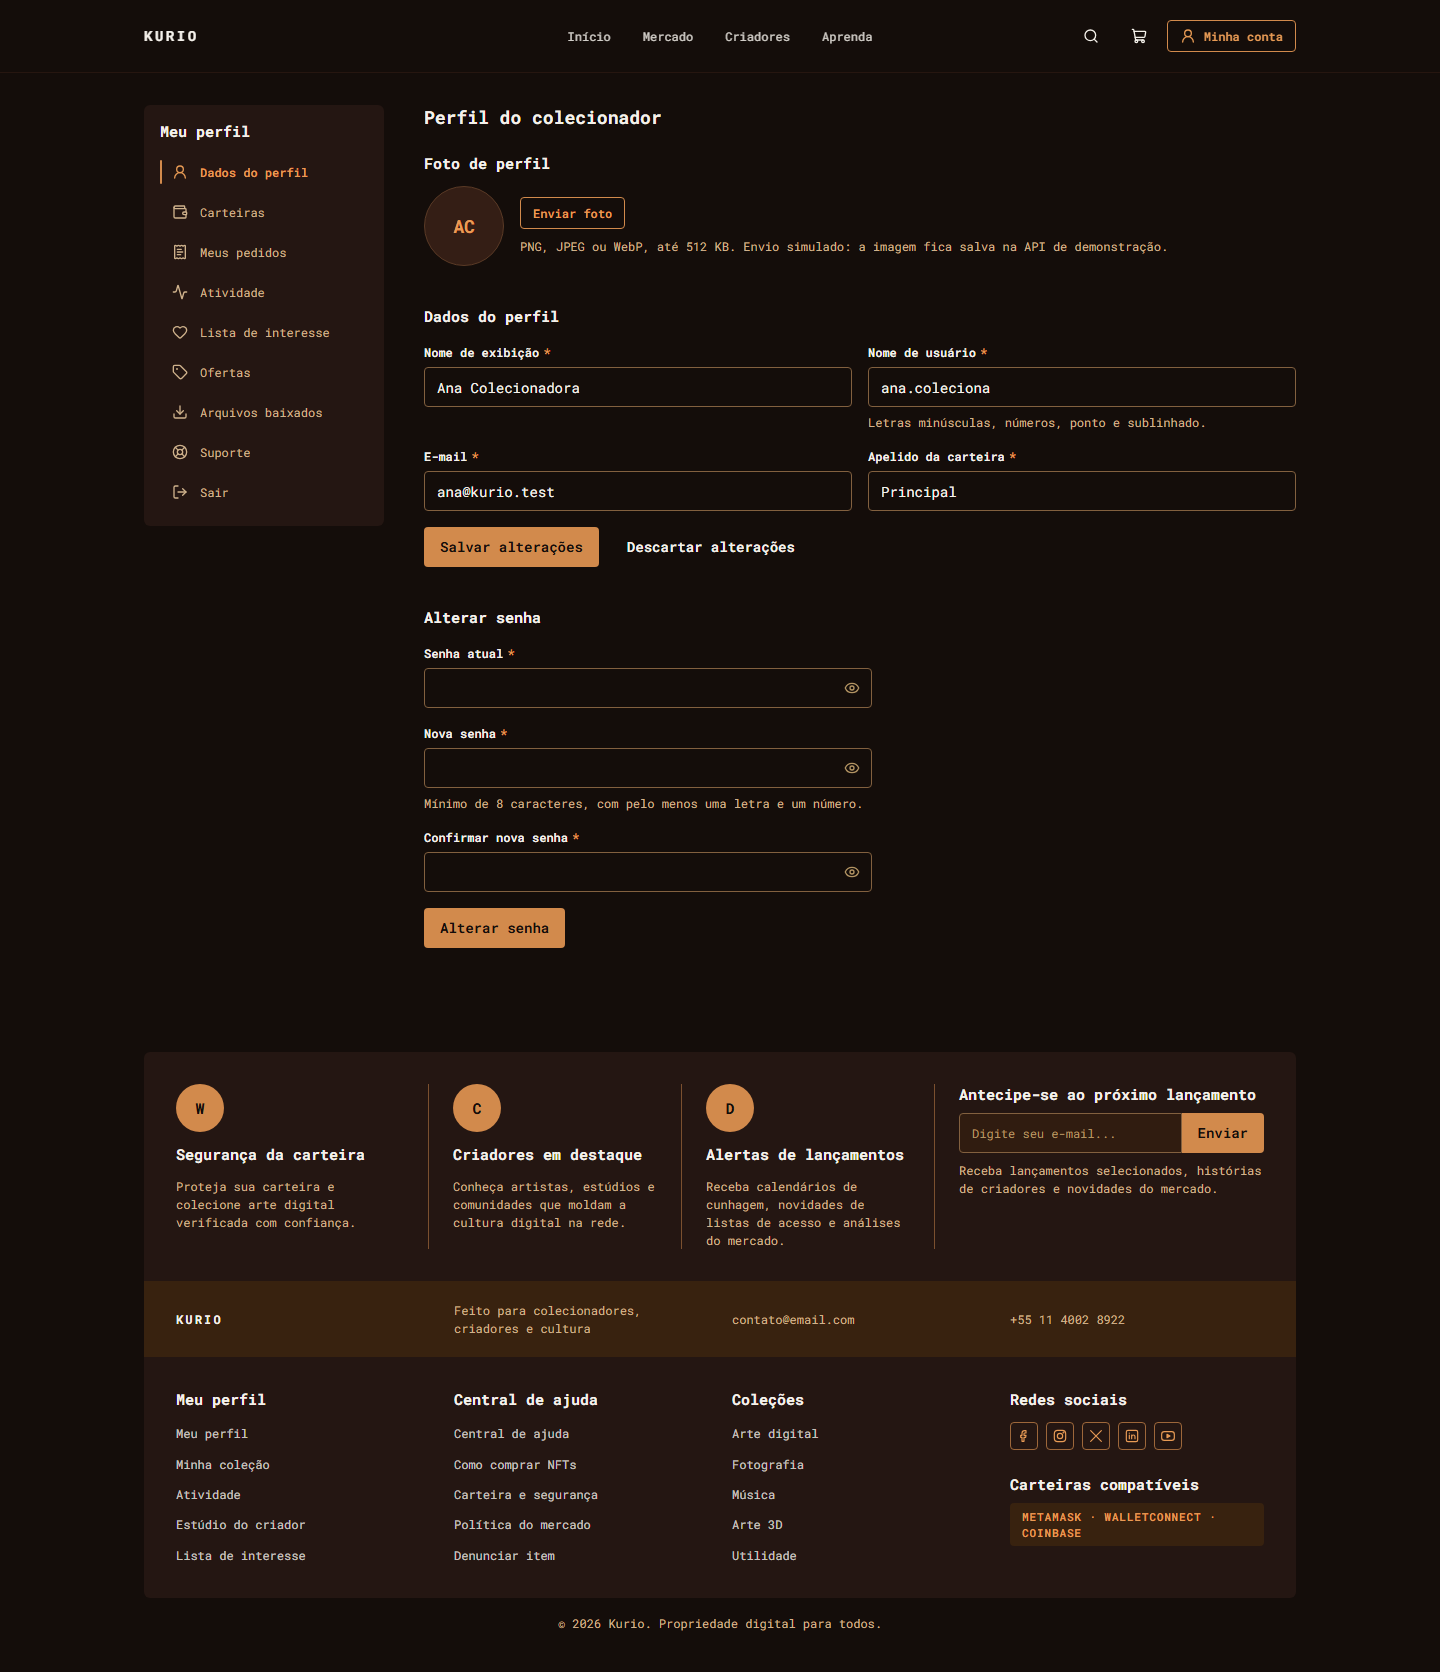 KURIO
Início
Mercado
Criadores
Aprenda
Minha conta
Meu perfil
Dados do perfil
Carteiras
Meus pedidos
Atividade
Lista de interesse
Ofertas
Arquivos baixados
Suporte
Sair
Perfil do colecionador
Foto de perfil
AC
Enviar foto
PNG, JPEG ou WebP, até 512 KB. Envio simulado: a imagem fica salva na API de demonstração.
Dados do perfil
Nome de exibição *
Ana Colecionadora
Nome de usuário *
ana.coleciona
Letras minúsculas, números, ponto e sublinhado.
E-mail *
ana@kurio.test
Apelido da carteira *
Principal
Salvar alterações
Descartar alterações
Alterar senha
Senha atual *
Nova senha *
Mínimo de 8 caracteres, com pelo menos uma letra e um número.
Confirmar nova senha *
Alterar senha
W
Segurança da carteira
Proteja sua carteira e
colecione arte digital
verificada com confiança.
C
Criadores em destaque
Conheça artistas, estúdios e
comunidades que moldam a
cultura digital na rede.
D
Alertas de lançamentos
Receba calendários de
cunhagem, novidades de
listas de acesso e análises
do mercado.
Antecipe-se ao próximo lançamento
Digite seu e-mail...
Enviar
Receba lançamentos selecionados, histórias
de criadores e novidades do mercado.
KURIO
Feito para colecionadores,
criadores e cultura
contato@email.com
+55 11 4002 8922
Meu perfil
Meu perfil
Minha coleção
Atividade
Estúdio do criador
Lista de interesse
Central de ajuda
Central de ajuda
Como comprar NFTs
Carteira e segurança
Política do mercado
Denunciar item
Coleções
Arte digital
Fotografia
Música
Arte 3D
Utilidade
Redes sociais
Carteiras compatíveis
METAMASK · WALLETCONNECT ·
COINBASE
© 2026 Kurio. Propriedade digital para todos.